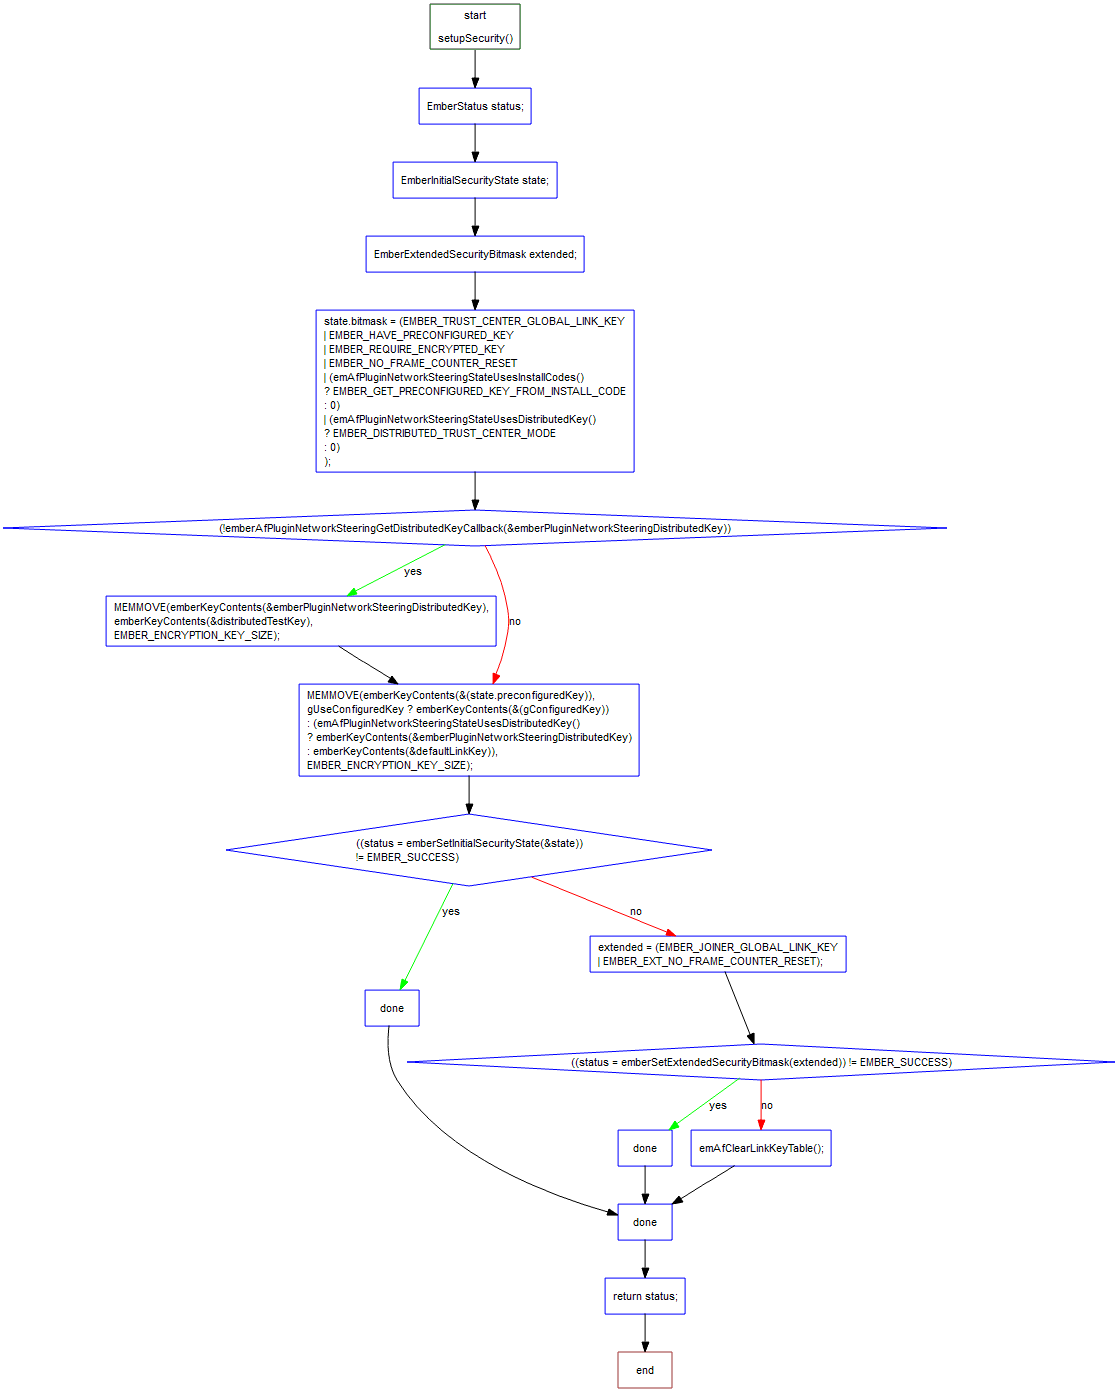 start
setupSecurity()
EmberStatus status;
EmberInitialSecurityState state;
EmberExtendedSecurityBitmask extended;
state.bitmask = (EMBER_TRUST_CENTER_GLOBAL_LINK_KEY
| EMBER_HAVE_PRECONFIGURED_KEY
| EMBER_REQUIRE_ENCRYPTED_KEY
| EMBER_NO_FRAME_COUNTER_RESET
| (emAfPluginNetworkSteeringStateUsesInstallCodes()
? EMBER_GET_PRECONFIGURED_KEY_FROM_INSTALL_CODE
: 0)
| (emAfPluginNetworkSteeringStateUsesDistributedKey()
? EMBER_DISTRIBUTED_TRUST_CENTER_MODE
: 0)
);
(!emberAfPluginNetworkSteeringGetDistributedKeyCallback(&emberPluginNetworkSteeringDistributedKey))
yes
MEMMOVE(emberKeyContents(&emberPluginNetworkSteeringDistributedKey),
emberKeyContents(&distributedTestKey),
EMBER_ENCRYPTION_KEY_SIZE);
no
MEMMOVE(emberKeyContents(&(state.preconfiguredKey)),
gUseConfiguredKey ? emberKeyContents(&(gConfiguredKey))
: (emAfPluginNetworkSteeringStateUsesDistributedKey()
? emberKeyContents(&emberPluginNetworkSteeringDistributedKey)
: emberKeyContents(&defaultLinkKey)),
EMBER_ENCRYPTION_KEY_SIZE);
((status = emberSetInitialSecurityState(&state))
!= EMBER_SUCCESS)
yes
no
extended = (EMBER_JOINER_GLOBAL_LINK_KEY
| EMBER_EXT_NO_FRAME_COUNTER_RESET);
done
((status = emberSetExtendedSecurityBitmask(extended)) != EMBER_SUCCESS)
yes
no
done
emAfClearLinkKeyTable();
done
return status;
end